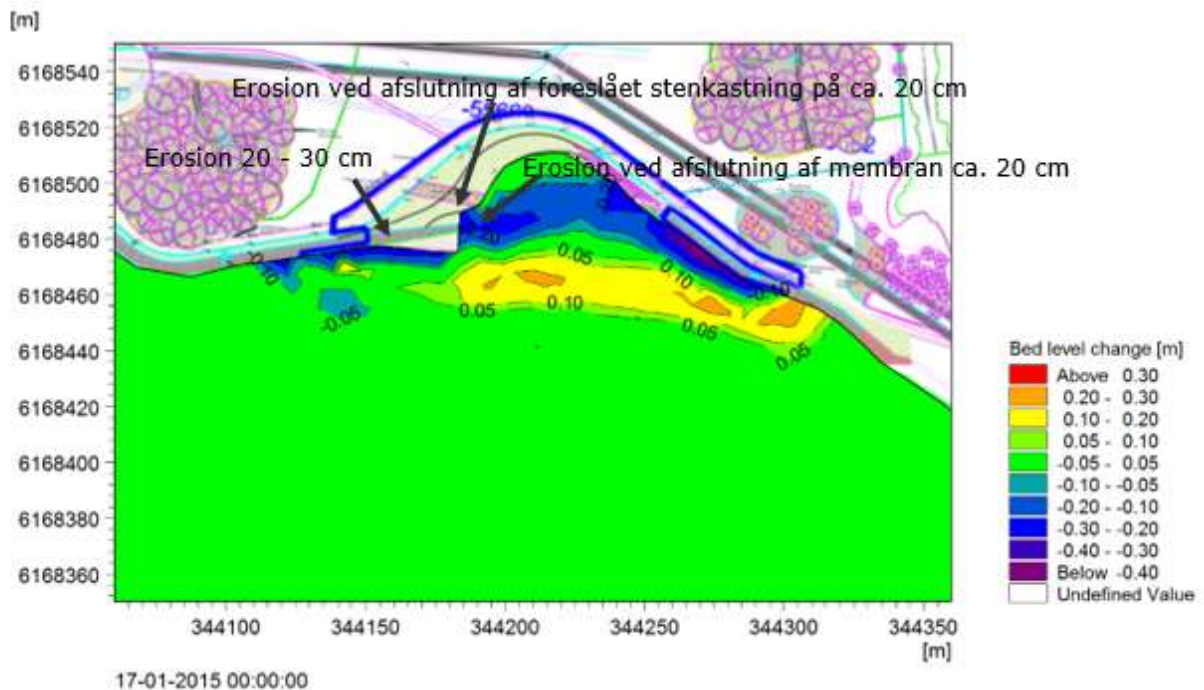 [m]
6168540
Erosion ved afslutning af foreslået stenkastning på ca. 20 cm
6168520
Erosion 20 - 30 cm
Erosion ved afslutning af membran ca. 20 cm
6168500
6168480
-0.20
-0.10
0.05
0.10
-0.10
6168460
-0.05
0.05
0.10
0.05
0.05
6168440
6168420
6168400
6168380
6168360
344100 344150 344200 344250 344300 344350
[m]
17-01-2015 00:00:00
Bed level change [m]
Above 0.30
0.20 - 0.30
0.10 - 0.20
0.05 - 0.10
-0.05 - 0.05
-0.10 - -0.05
-0.20 - -0.10
-0.30 - -0.20
-0.40 - -0.30
Below -0.40
Undefined Value